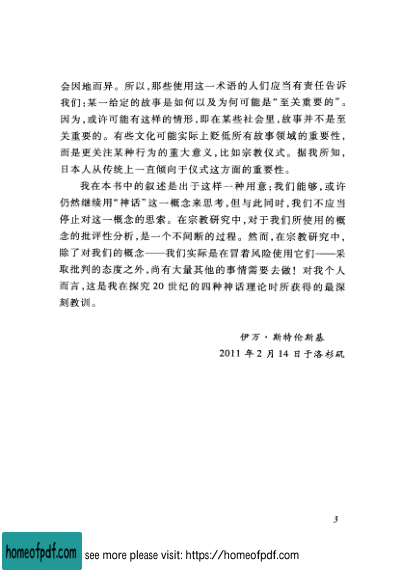 会因地而异。所以,那些使用这一术语的人们应当有责任告诉
我们:某一给定的故事是如何以及为何可能是“至关重要的”。
因为,或许可能有这样的情形,即在某些社会里,故事并不是至
关重要的。有些文化可能实际上贬低所有故事领域的重要性,
而是更关注某种行为的重大意义,比如宗教仪式。据我所知,
日本人从传统上一直倾向于仪式这方面的重要性。
我在本书中的叙述是出于这样一种用意:我们能够,或许
仍然继续用“神话”这一概念来思考,但与此同时,我们不应当
停止对这一概念的思索。在宗教研究中,对于我们所使用的概
念的批评性分析,是一个不间断的过程。然而,在宗教研究中,
除了对我们的概念——我们实际是在冒着风险使用它们——采
取批判的态度之外,尚有大量其他的事情需要去做!对我个人
而言,这是我在探究20世纪的四种神话理论时所获得的最深
刻教训。
伊万·斯特伦斯基
2011年2月14日于洛杉矶
3
homeofpdf.com see more please visit: https://homeofpdf.com